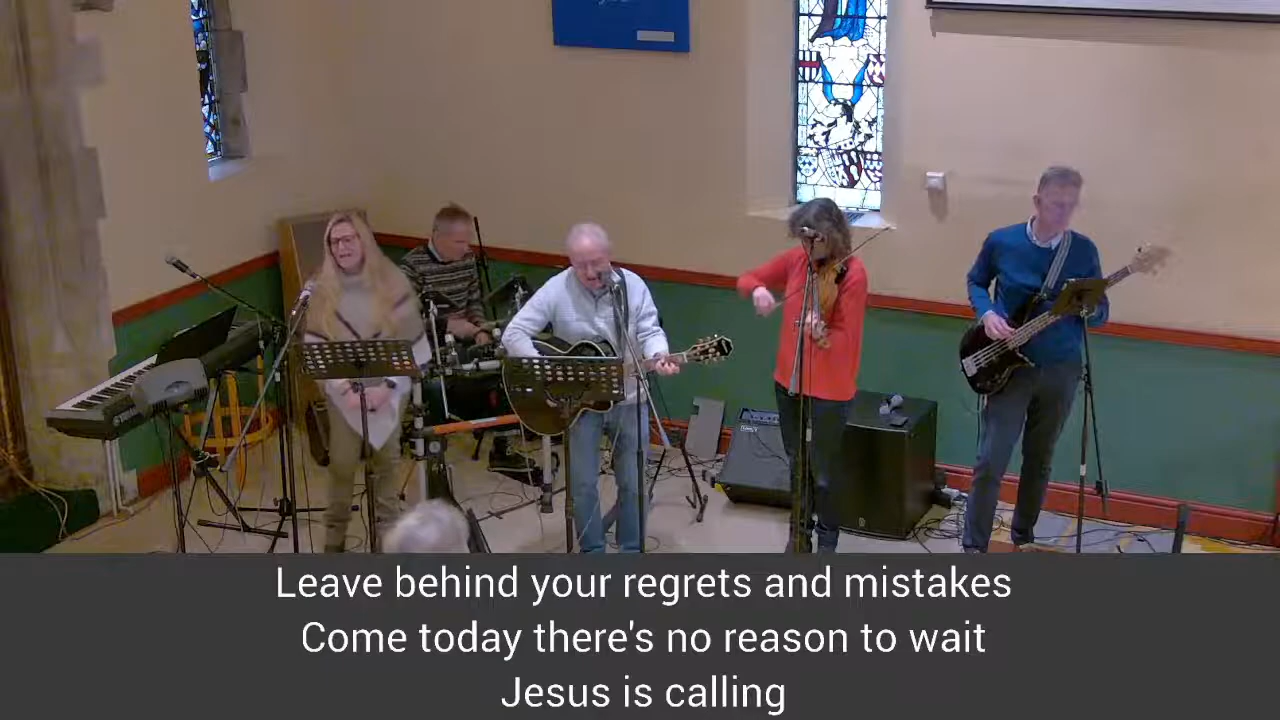 Leave behind your regrets and mistakes
Come today there's no reason to wait
Jesus is calling